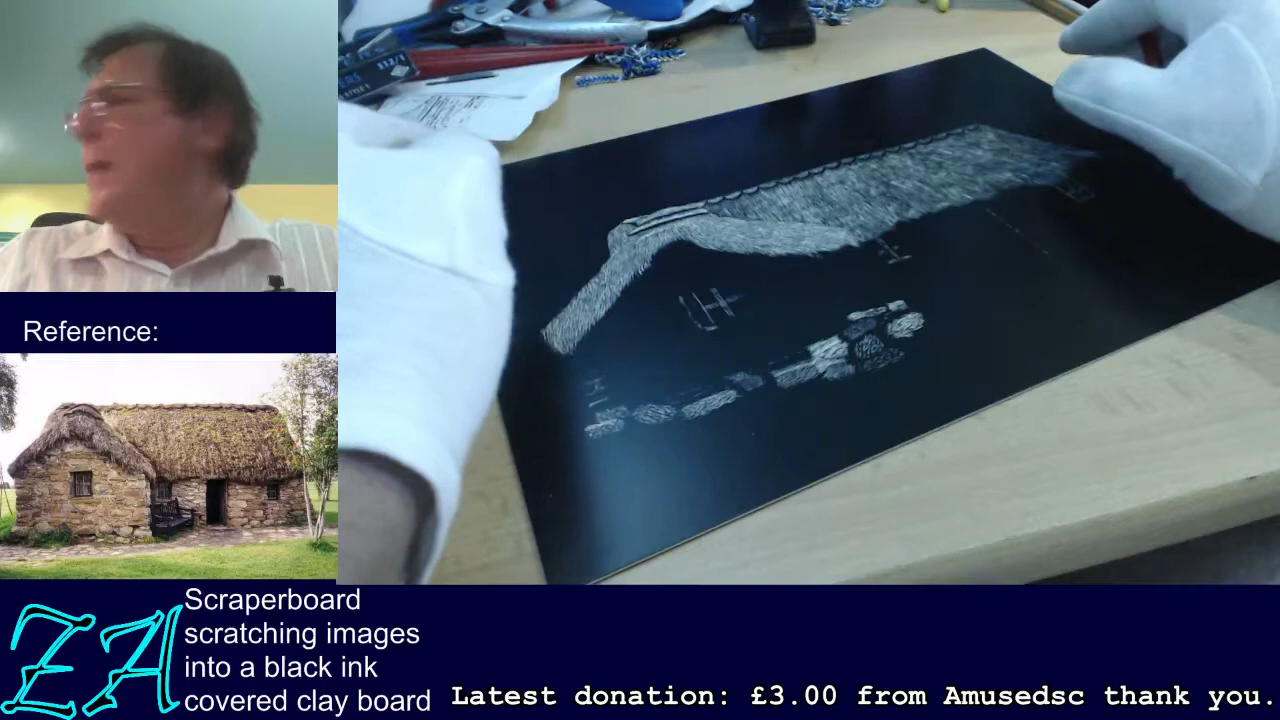 Reference:
ZA
Scraperboard
scratching images
into a black ink
covered clay board
Latest donation: £3.00 from Amusedsc thank you.